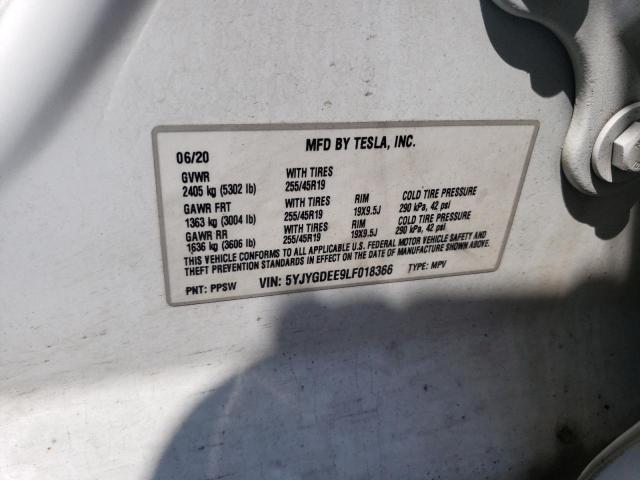 MFD BY TESLA, INC.
06/20
GVWR WITH TIRES
2405 kg (5302 lb) 255/45R19
GAWR FRT WITH TIRES RIM COLD TIRE PRESSURE
1363 kg (3004 lb) 255/45R19 19X9.5J 290 kPa, 42 psi
GAWR RR WITH TIRES RIM COLD TIRE PRESSURE
1636 kg (3606 lb) 255/45R19 19X9.5J 290 kPa, 42 psi
THIS VEHICLE CONFORMS TO ALL APPLICABLE U.S. FEDERAL MOTOR VEHICLE SAFETY AND
THEFT PREVENTION STANDARDS IN EFFECT ON THE DATE OF MANUFACTURE SHOWN ABOVE.
PNT: PPSW VIN: 5YJYGDEE9LF018366 TYPE: MPV